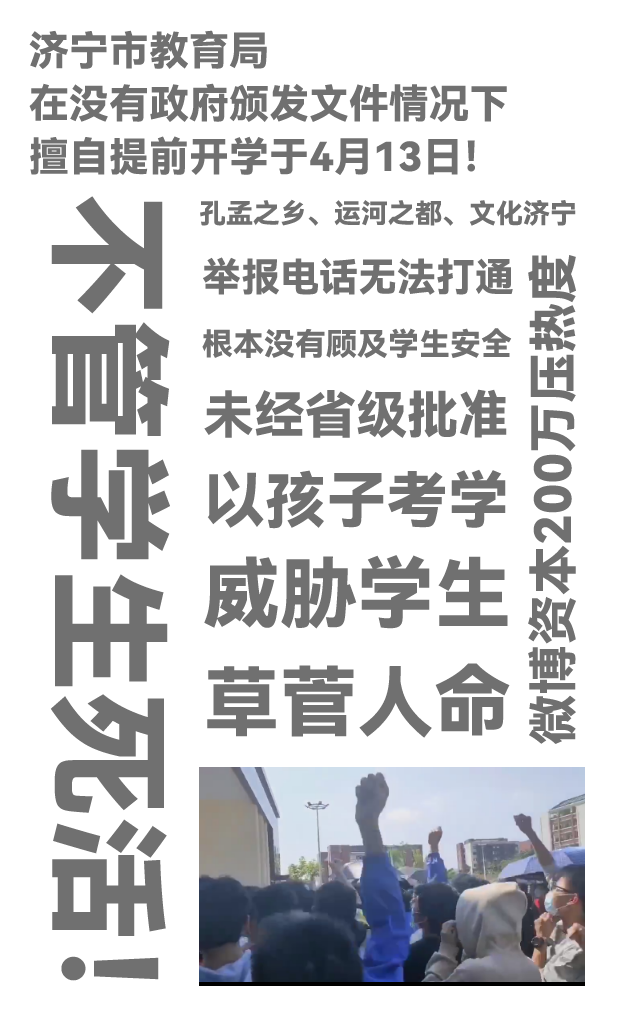 济宁市教育局
在没有政府颁发文件情况下
擅自提前开学于4月13日!
不管学生死活!
孔孟之乡、运河之都、文化济宁
举报电话无法打通
根本没有顾及学生安全
未经省级批准
以孩子考学
威胁学生
草菅人命
微博资本200万压热度